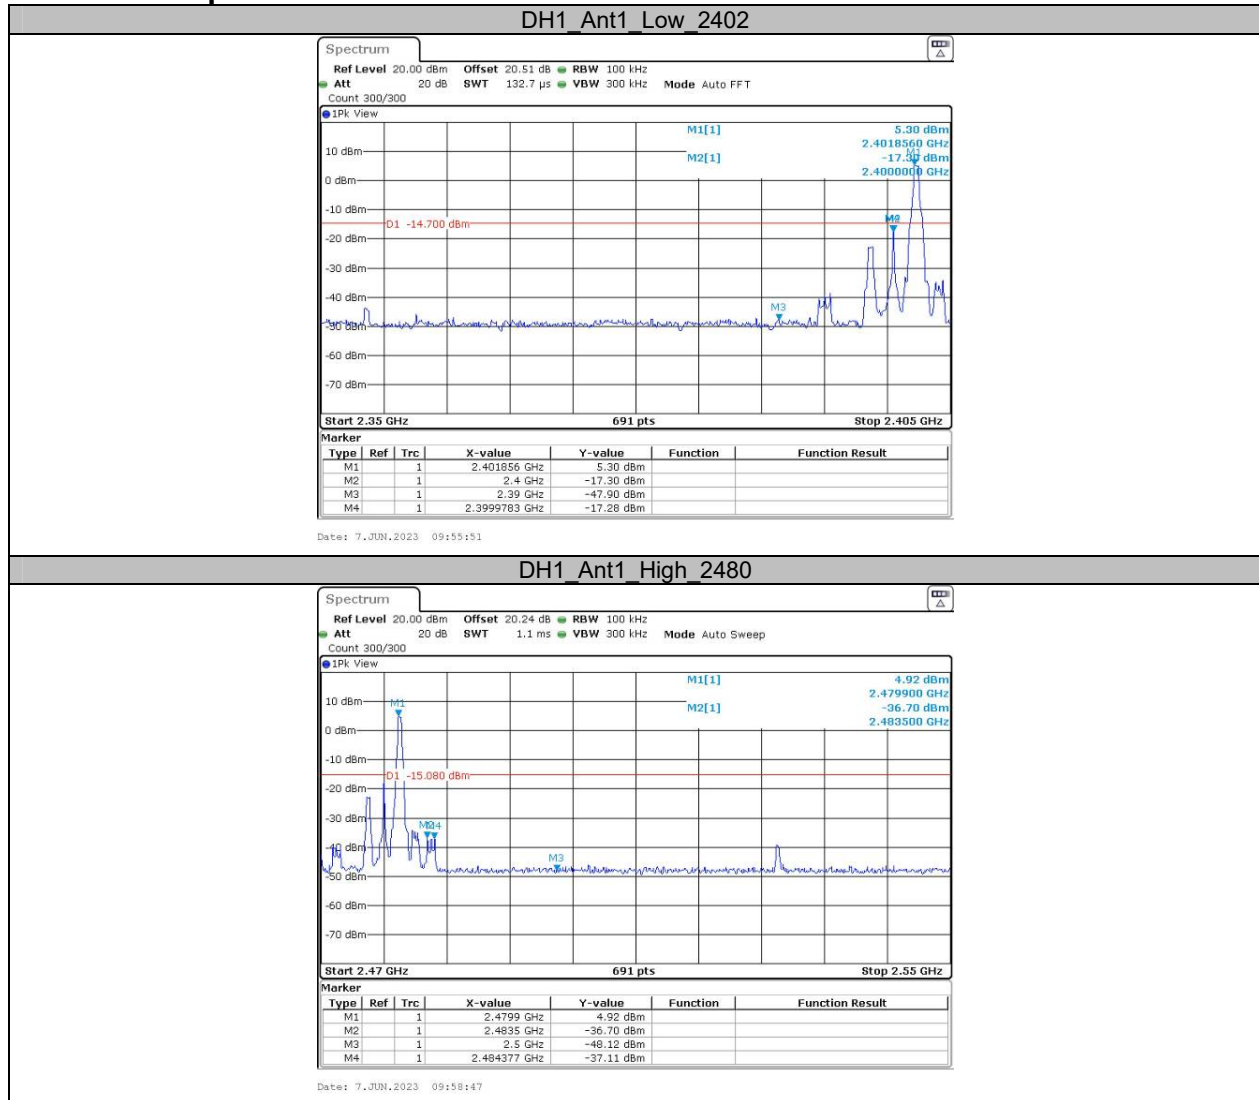 DH1_Ant1_Low_2402
Spectrum
Ref Level 20.00 dBm Offset 20.51 dB RBW 100 kHz
Att 20 dB SWT 132.7 µs VBW 300 kHz Mode Auto FFT
Count 300/300
1Pk View
M1[1] 5.30 dBm
2.4018560 GHz
M2[1] -17.30 dBm
2.4000000 GHz
M1
10 dBm
0 dBm
-10 dBm
D1 -14.700 dBm
M2
-20 dBm
-30 dBm
-40 dBm
M3
-50 dBm
-60 dBm
-70 dBm
Start 2.35 GHz 691 pts Stop 2.405 GHz
Marker
Type Ref Trc X-value Y-value Function Function Result
M1 1 2.401856 GHz 5.30 dBm
M2 1 2.4 GHz -17.30 dBm
M3 1 2.39 GHz -47.90 dBm
M4 1 2.3999783 GHz -17.28 dBm
Date: 7.JUN.2023 09:55:51
DH1_Ant1_High_2480
Spectrum
Ref Level 20.00 dBm Offset 20.24 dB RBW 100 kHz
Att 20 dB SWT 1.1 ms VBW 300 kHz Mode Auto Sweep
Count 300/300
1Pk View
M1[1] 4.92 dBm
2.479900 GHz
M2[1] -36.70 dBm
2.483500 GHz
10 dBm
M1
0 dBm
-10 dBm
D1 -15.080 dBm
-20 dBm
-30 dBm
M2 M4
-40 dBm
M3
-50 dBm
-60 dBm
-70 dBm
Start 2.47 GHz 691 pts Stop 2.55 GHz
Marker
Type Ref Trc X-value Y-value Function Function Result
M1 1 2.4799 GHz 4.92 dBm
M2 1 2.4835 GHz -36.70 dBm
M3 1 2.5 GHz -48.12 dBm
M4 1 2.484377 GHz -37.11 dBm
Date: 7.JUN.2023 09:58:47